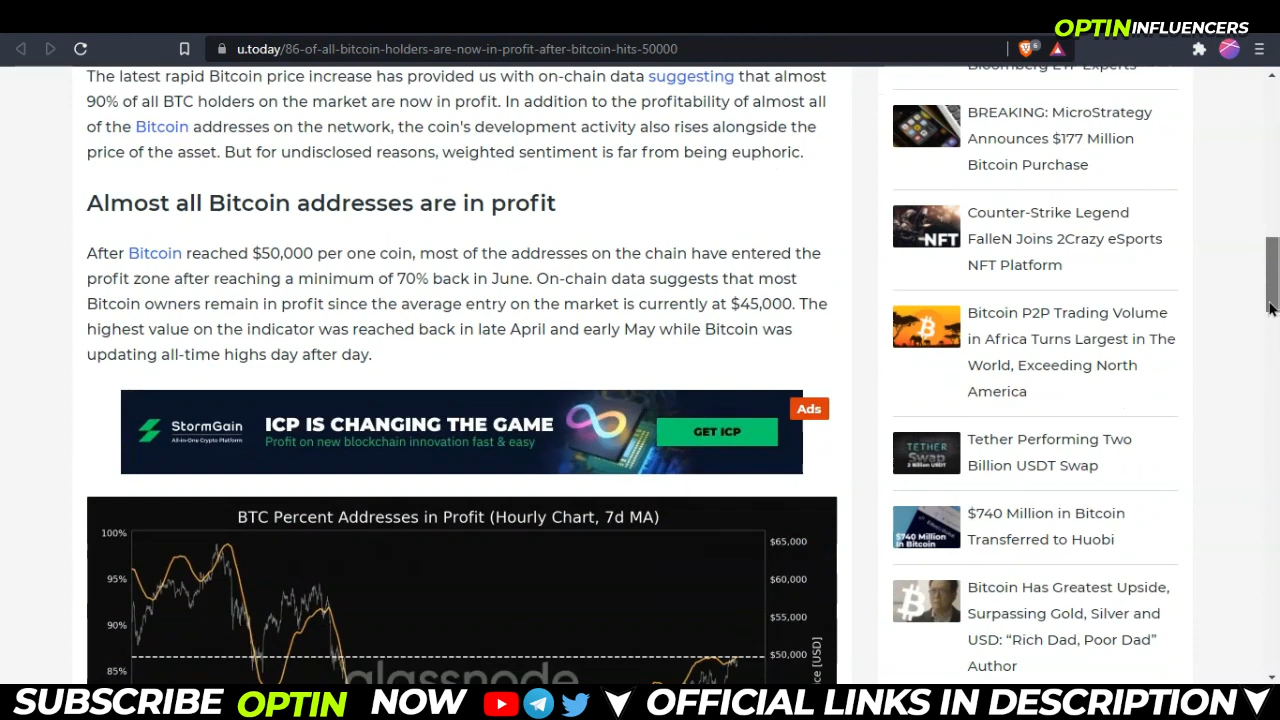 OPTIN INFLUENCERS
u.today/86-of-all-bitcoin-holders-are-now-in-profit-after-bitcoin-hits-50000
6
The latest rapid Bitcoin price increase has provided us with on-chain data suggesting that almost
90% of all BTC holders on the market are now in profit. In addition to the profitability of almost all
of the Bitcoin addresses on the network, the coin's development activity also rises alongside the
price of the asset. But for undisclosed reasons, weighted sentiment is far from being euphoric.
Almost all Bitcoin addresses are in profit
After Bitcoin reached $50,000 per one coin, most of the addresses on the chain have entered the
profit zone after reaching a minimum of 70% back in June. On-chain data suggests that most
Bitcoin owners remain in profit since the average entry on the market is currently at $45,000. The
highest value on the indicator was reached back in late April and early May while Bitcoin was
updating all-time highs day after day.
StormGain
All-in-One Crypto Platform
ICP IS CHANGING THE GAME
Profit on new blockchain innovation fast & easy
GET ICP
Ads
BTC Percent Addresses in Profit (Hourly Chart, 7d MA)
100%
95%
90%
85%
$65,000
$60,000
$55,000
$50,000
[USD]
glassnode
Bloomberg ETF Experts
BREAKING: MicroStrategy
Announces $177 Million
Bitcoin Purchase
NFT
Counter-Strike Legend
FalleN Joins 2Crazy eSports
NFT Platform
Bitcoin P2P Trading Volume
in Africa Turns Largest in The
World, Exceeding North
America
TETHER
Swap
Tether Performing Two
Billion USDT Swap
$740 Million
In Bitcoin
$740 Million in Bitcoin
Transferred to Huobi
Bitcoin Has Greatest Upside,
Surpassing Gold, Silver and
USD: “Rich Dad, Poor Dad”
Author
SUBSCRIBE OPTIN NOW OFFICIAL LINKS IN DESCRIPTION